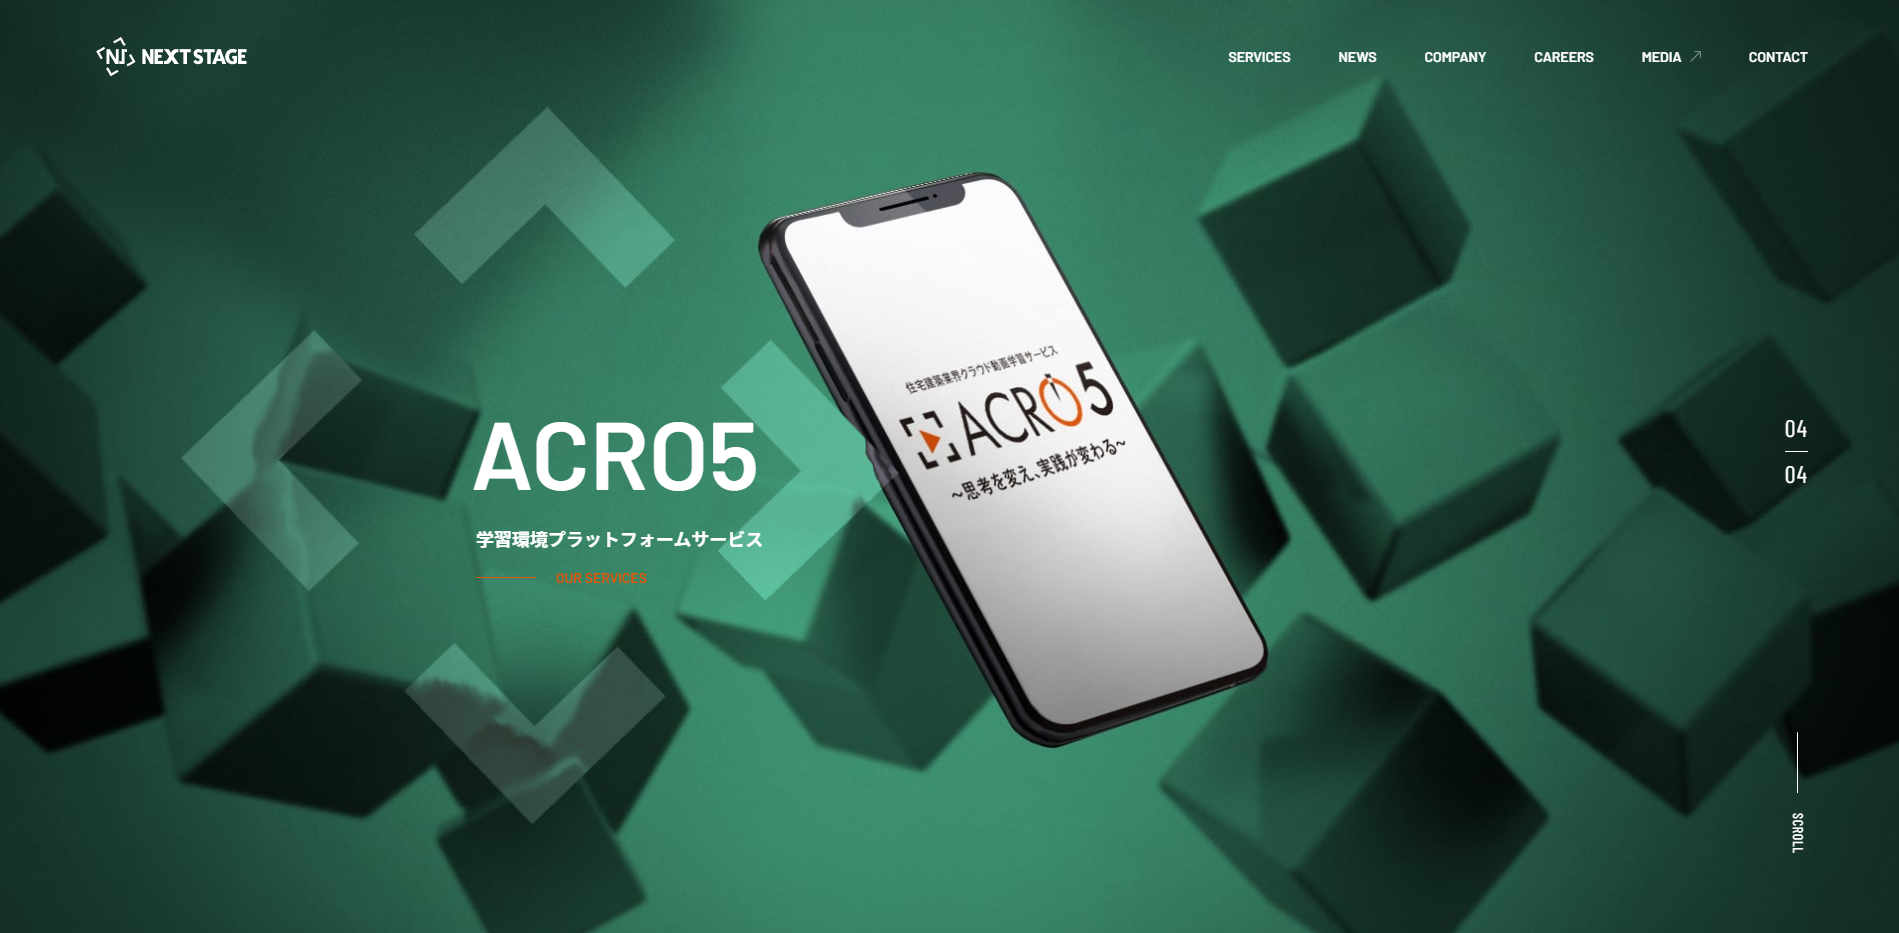 NEXT STAGE
SERVICES
NEWS
COMPANY
CAREERS
MEDIA
CONTACT
住宅建築業界クラウド動画学習サービス
ACRO5
～思考を変え、実践が変わる～
ACRO5
学習環境プラットフォームサービス
OUR SERVICES
04
04
SCROLL